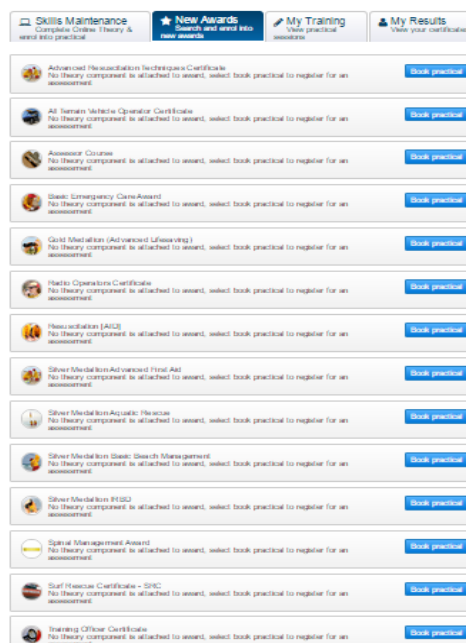 Skills Maintenance
Complete Online Theory &
enrol into practical
New Awards
Search and enrol into
new awards
My Training
View practical
sessions
My Results
View your certificates
Advanced Resuscitation Techniques Certificate
No theory component is attached to award, select book practical to register for an
assessment
Book practical
All Terrain Vehicle Operator Certificate
No theory component is attached to award, select book practical to register for an
assessment
Book practical
Assessor Course
No theory component is attached to award, select book practical to register for an
assessment
Book practical
Basic Emergency Care Award
No theory component is attached to award, select book practical to register for an
assessment
Book practical
Gold Medallion (Advanced Lifesaving)
No theory component is attached to award, select book practical to register for an
assessment
Book practical
Radio Operators Certificate
No theory component is attached to award, select book practical to register for an
assessment
Book practical
Resuscitation [AID]
No theory component is attached to award, select book practical to register for an
assessment
Book practical
Silver Medallion Advanced First Aid
No theory component is attached to award, select book practical to register for an
assessment
Book practical
Silver Medallion Aquatic Rescue
No theory component is attached to award, select book practical to register for an
assessment
Book practical
Silver Medallion Basic Beach Management
No theory component is attached to award, select book practical to register for an
assessment
Book practical
Silver Medallion IRBD
No theory component is attached to award, select book practical to register for an
assessment
Book practical
Spinal Management Award
No theory component is attached to award, select book practical to register for an
assessment
Book practical
Surf Rescue Certificate - SRC
No theory component is attached to award, select book practical to register for an
assessment
Book practical
Training Officer Certificate
No theory component is attached to award, select book practical to register for an
Book practical